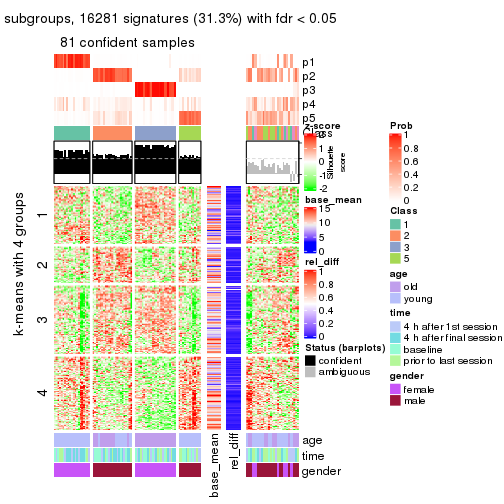 subgroups, 16281 signatures (31.3%) with fdr < 0.05
81 confident samples
p1
p2
p3
p4
p5
Class
Silhouette score
k-means with 4 groups
1
2
3
4
base_mean
rel_diff
age
time
gender
z-score
2
1
0
-1
-2
base_mean
15
10
5
0
rel_diff
1
0.8
0.6
0.4
0.2
0
Status (barplots)
confident
ambiguous
Prob
1
0.8
0.6
0.4
0.2
0
Class
1
2
3
5
age
old
young
time
4 h after 1st session
4 h after final session
baseline
prior to last session
gender
female
male